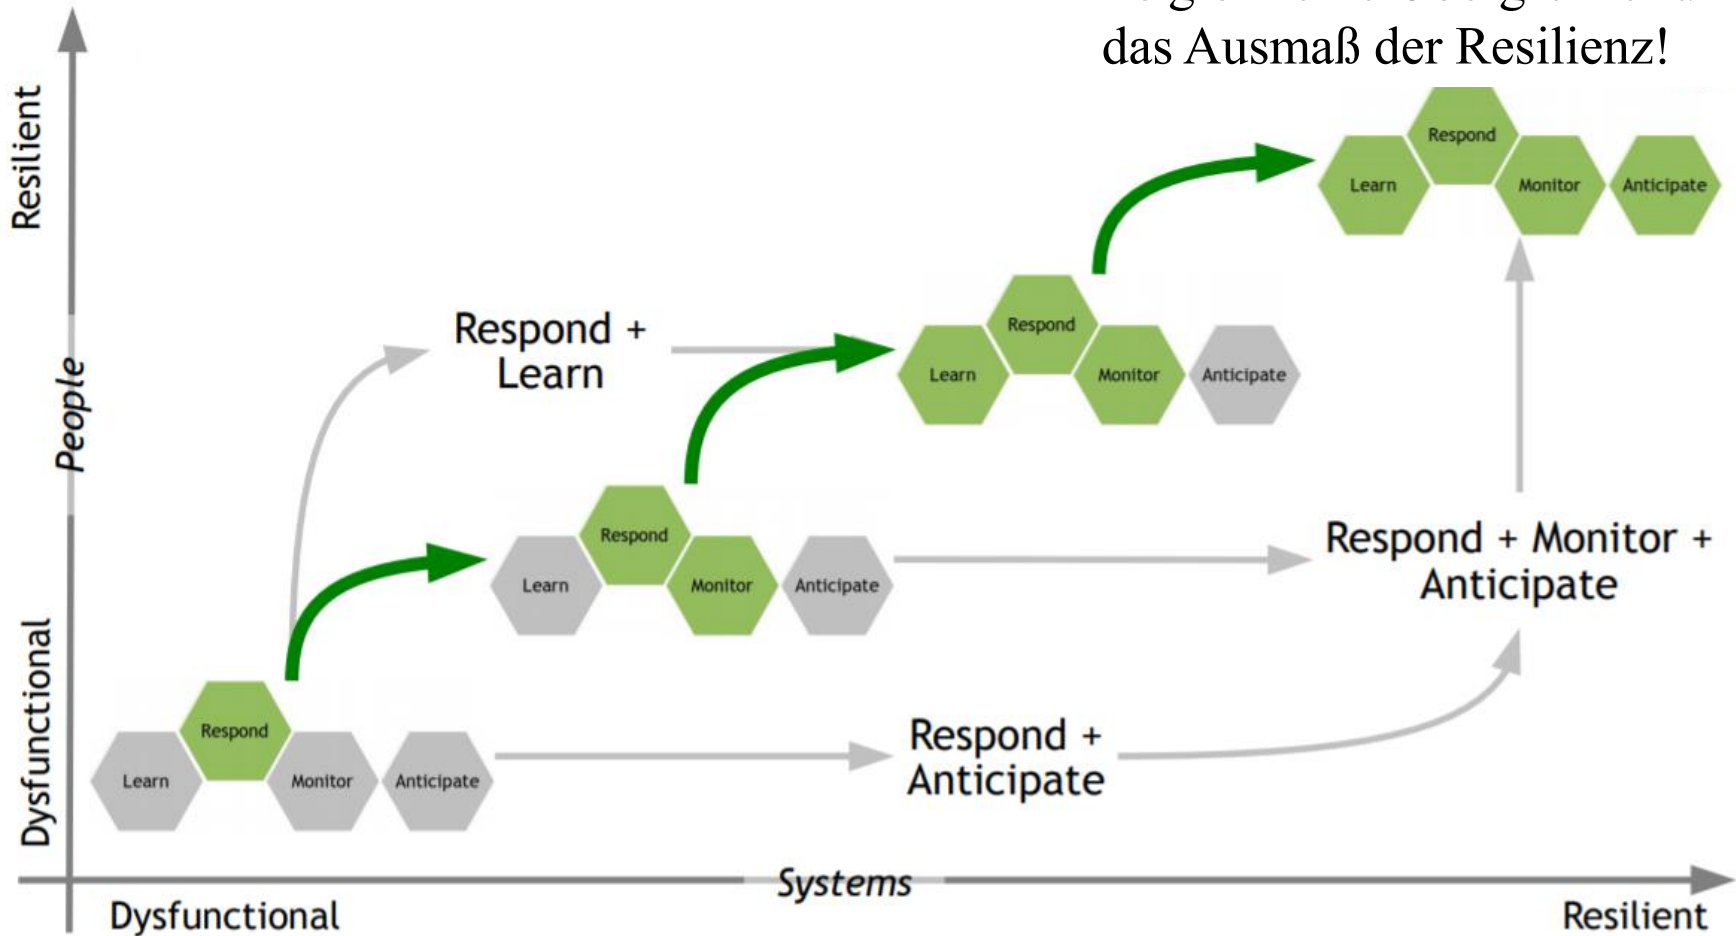 das Ausmaß der Resilienz!
Resilient
People
Dysfunctional
Respond
Learn
Monitor
Anticipate
Respond +
Learn
Respond
Learn
Monitor
Anticipate
Respond
Learn
Monitor
Anticipate
Respond + Monitor +
Anticipate
Respond
Learn
Monitor
Anticipate
Respond +
Anticipate
Systems
Dysfunctional
Resilient